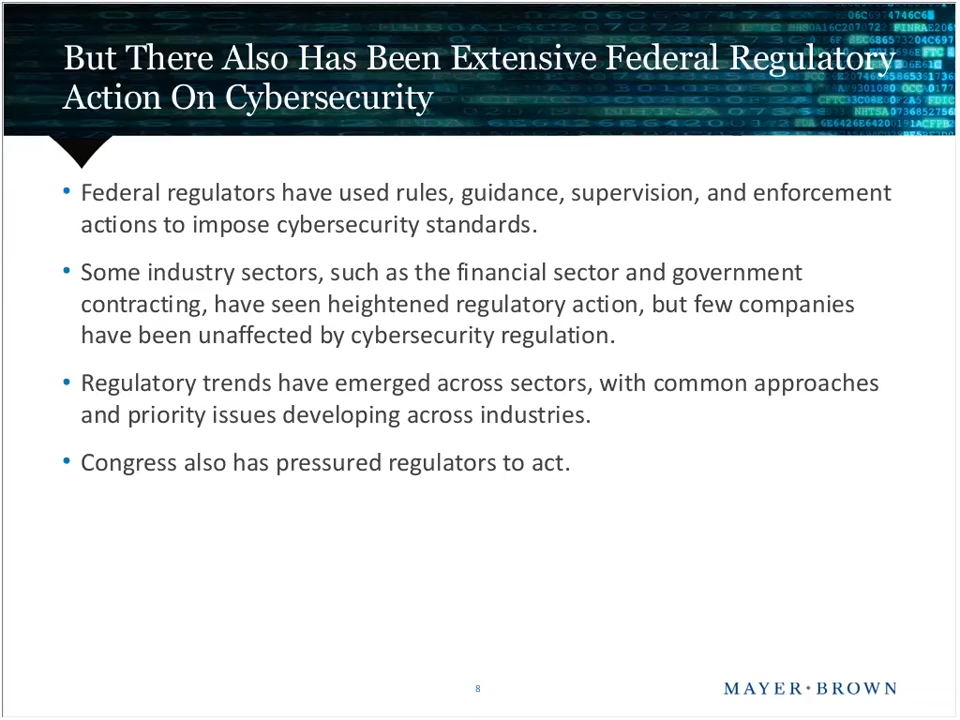 But There Also Has Been Extensive Federal Regulatory
Action On Cybersecurity
• Federal regulators have used rules, guidance, supervision, and enforcement
actions to impose cybersecurity standards.
• Some industry sectors, such as the financial sector and government
contracting, have seen heightened regulatory action, but few companies
have been unaffected by cybersecurity regulation.
• Regulatory trends have emerged across sectors, with common approaches
and priority issues developing across industries.
• Congress also has pressured regulators to act.
8
MAYER•BROWN